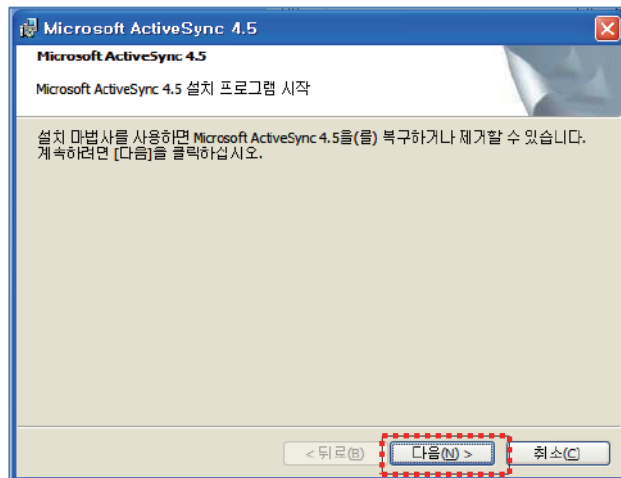 Microsoft ActiveSync 4.5
Microsoft ActiveSync 4.5
Microsoft ActiveSync 4.5 설치 프로그램 시작
설치 마법사를 사용하면 Microsoft ActiveSync 4.5을(를) 복구하거나 제거할 수 있습니다.
계속하려면 [다음]을 클릭하십시오.
< 뒤로(B) 다음(N) > 취소(C)